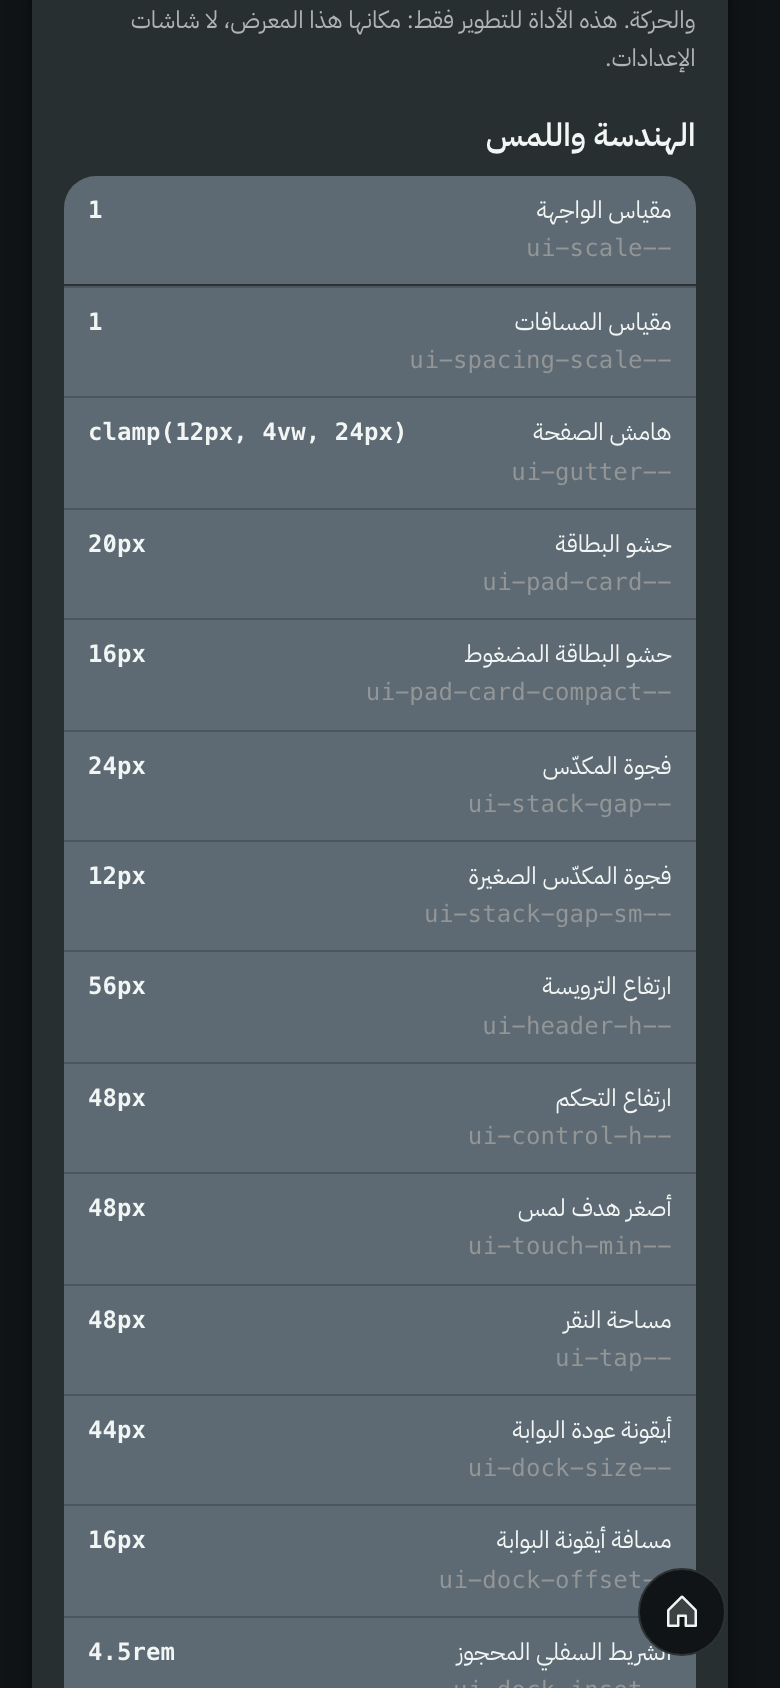 والحركة. هذه الأداة للتطوير فقط: مكانها هذا المعرض، لا شاشات
الإعدادات.
الهندسة واللمس
مقياس الواجهة 1
ui-scale--
مقياس المسافات 1
ui-spacing-scale--
هامش الصفحة clamp(12px, 4vw, 24px)
ui-gutter--
حشو البطاقة 20px
ui-pad-card--
حشو البطاقة المضغوط 16px
ui-pad-card-compact--
فجوة المكدّس 24px
ui-stack-gap--
فجوة المكدّس الصغيرة 12px
ui-stack-gap-sm--
ارتفاع الترويسة 56px
ui-header-h--
ارتفاع التحكم 48px
ui-control-h--
أصغر هدف لمس 48px
ui-touch-min--
مساحة النقر 48px
ui-tap--
أيقونة عودة البوابة 44px
ui-dock-size--
مسافة أيقونة البوابة 16px
ui-dock-offset-
الشريط السفلي المحجوز 4.5rem